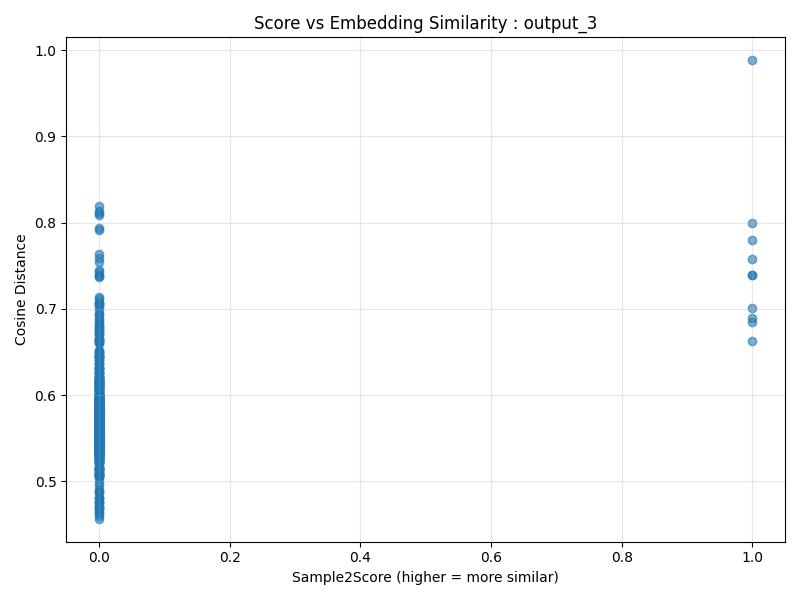 Score vs Embedding Similarity : output_3
Cosine Distance
1.0
0.9
0.8
0.7
0.6
0.5
0.0 0.2 0.4 0.6 0.8 1.0
Sample2Score (higher = more similar)